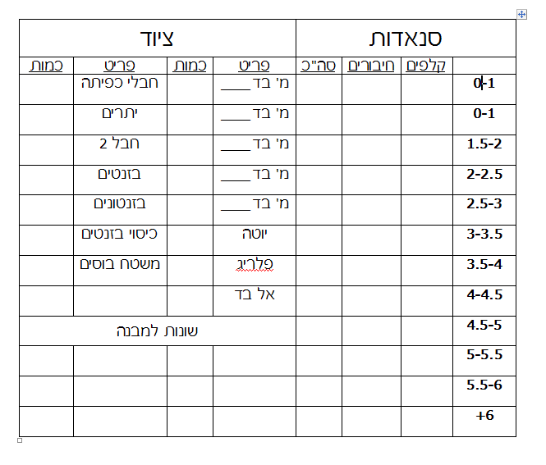 סנאדות ציוד
קלפים חיבורים סה"כ פריט כמות פריט כמות
0-1 מ' בד ____ חבלי כפיתה
0-1 מ' בד ____ יתרים
1.5-2 מ' בד ____ חבל 2
2-2.5 מ' בד ____ בזנטים
2.5-3 מ' בד ____ בזנטונים
3-3.5 יוטה כיסוי בזנטים
3.5-4 פלריג משטח בוסים
4-4.5 אל בד
4.5-5 שונות למבנה
5-5.5
5.5-6
+6